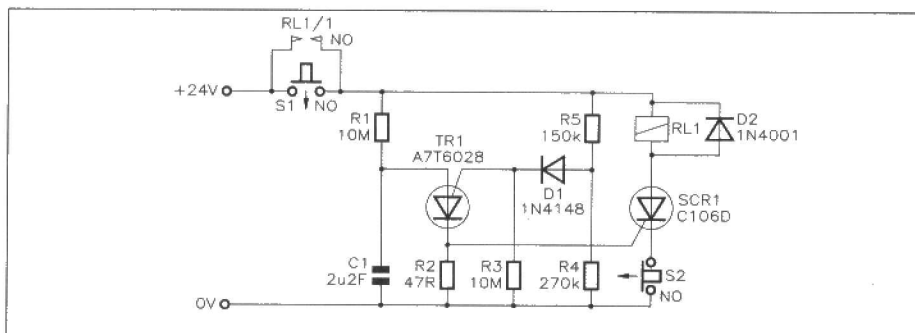 RL1/1
NO
+24V
S1
NO
R1
10M
R5
150k
RL1
D2
1N4001
TR1
A7T6028
D1
1N4148
SCR1
C106D
C1
2u2F
R2
47R
R3
10M
R4
270k
S2
NO
0V